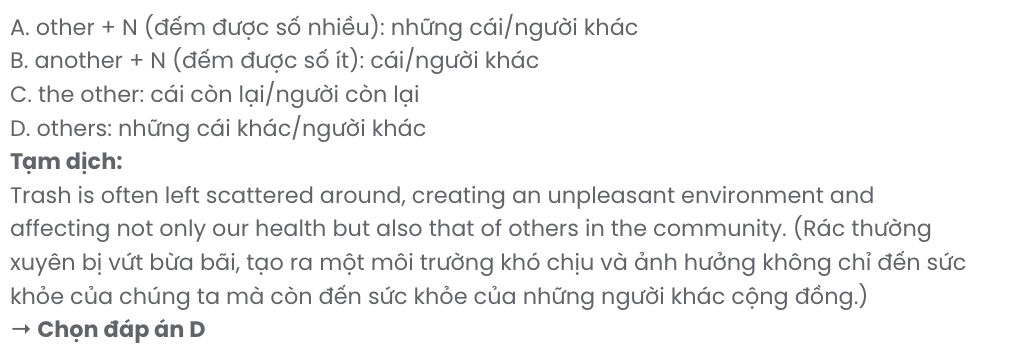 A. other + N (đếm được số nhiều): những cái/người khác
B. another + N (đếm được số ít): cái/người khác
C. the other: cái còn lại/người còn lại
D. others: những cái khác/người khác
Tạm dịch:
Trash is often left scattered around, creating an unpleasant environment and
affecting not only our health but also that of others in the community. (Rác thường
xuyên bị vứt bừa bãi, tạo ra một môi trường khó chịu và ảnh hưởng không chỉ đến sức
khỏe của chúng ta mà còn đến sức khỏe của những người khác cộng đồng.)
→ Chọn đáp án D